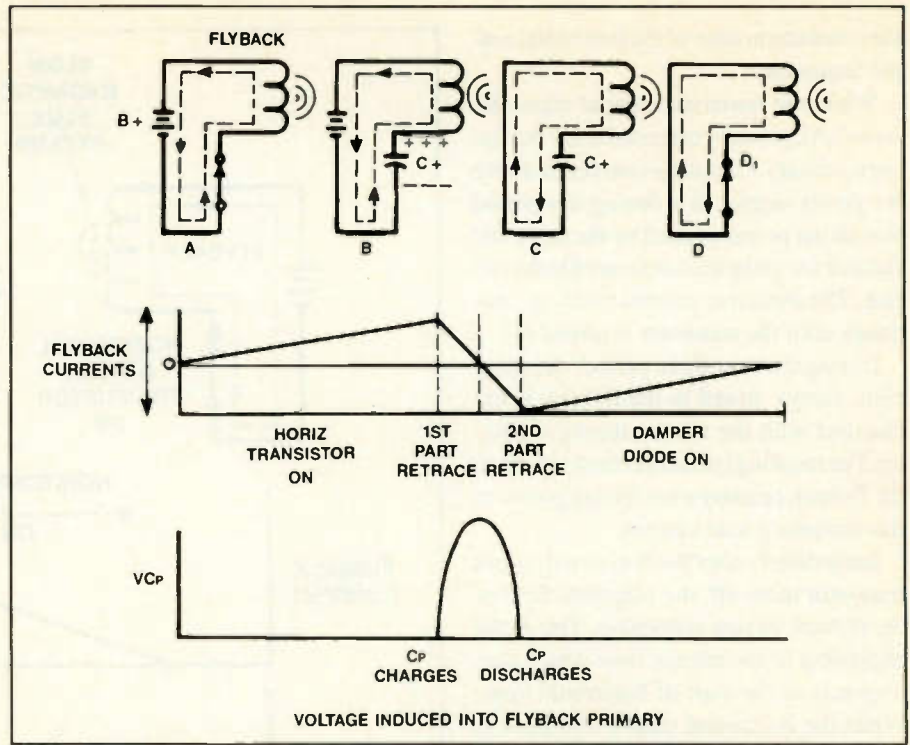 FLYBACK
B+
+ + +
C+
C+
D1
A
B
C
D
FLYBACK
CURRENTS
O
HORIZ
TRANSISTOR
ON
1ST
PART
RETRACE
2ND
PART
RETRACE
DAMPER
DIODE ON
VCP
CP
CHARGES
CP
DISCHARGES
VOLTAGE INDUCED INTO FLYBACK PRIMARY